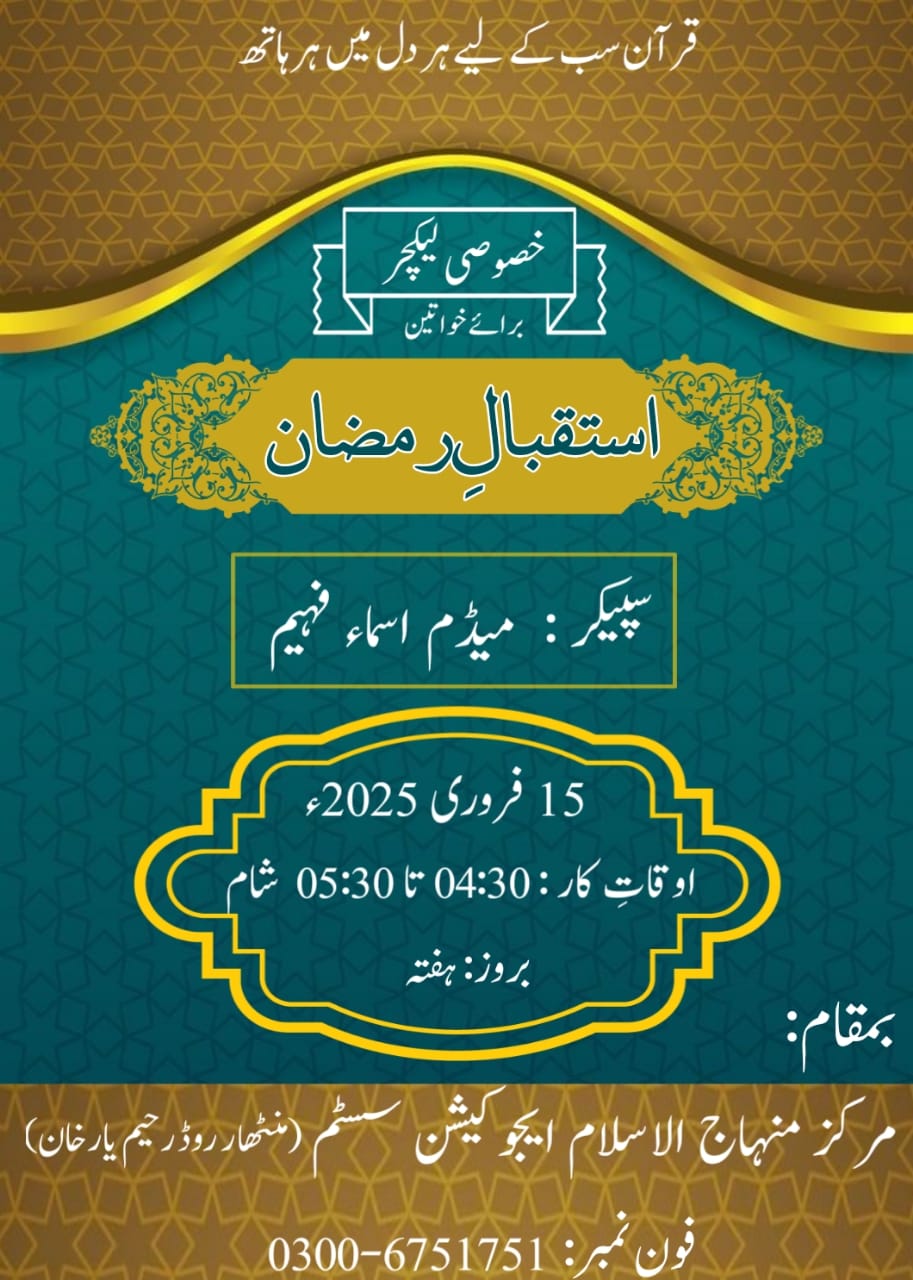 قرآن سب کے لیے ہر دل میں ہر ہاتھ
خصوصی لیکچر
برائے خواتین
استقبالِ رمضان
سپیکر : میڈم اسماء فہیم
15 فروری 2025ء
اوقاتِ کار : 04:30 تا 05:30 شام
بروز: ہفتہ
بمقام:
مرکز منہاج الاسلام ایجوکیشن سسٹم (منٹھار روڈ رحیم یار خان)
فون نمبر: 0300-6751751